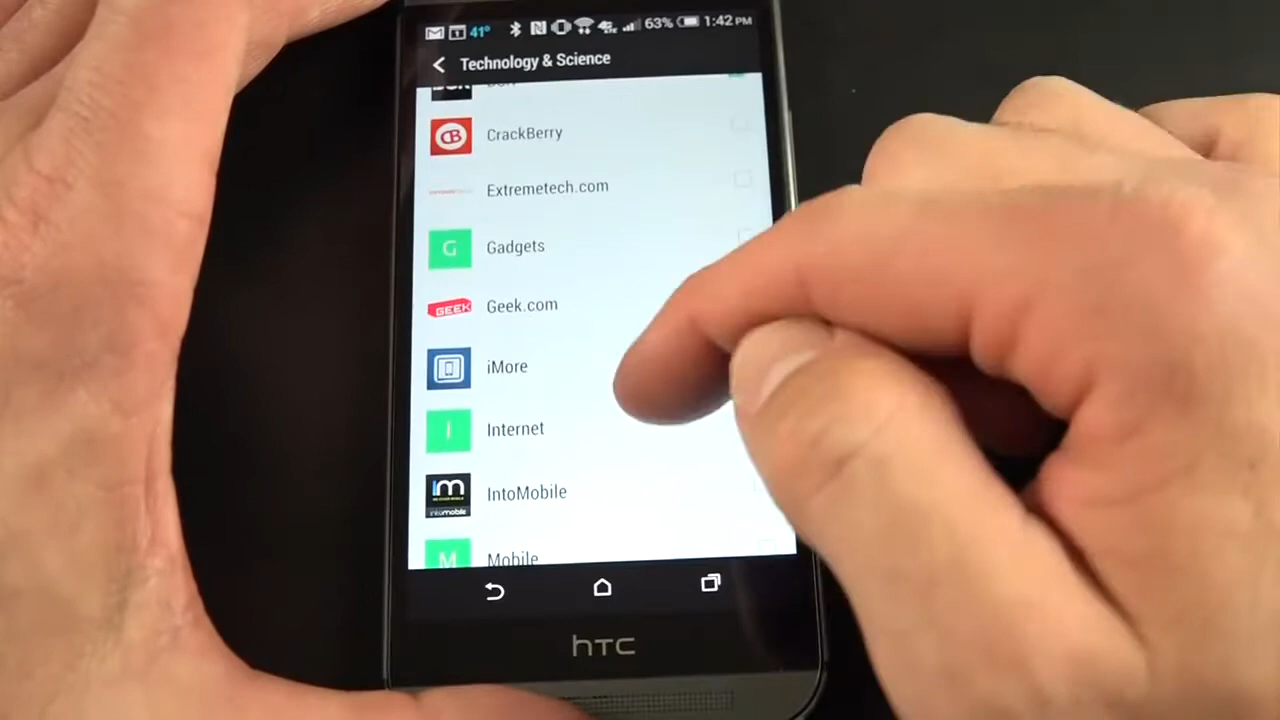 41° 63% 1:42 PM
Technology & Science
CrackBerry
Extremetech.com
G Gadgets
GEEK Geek.com
iMore
I Internet
im intomobile IntoMobile
M Mobile
hTC